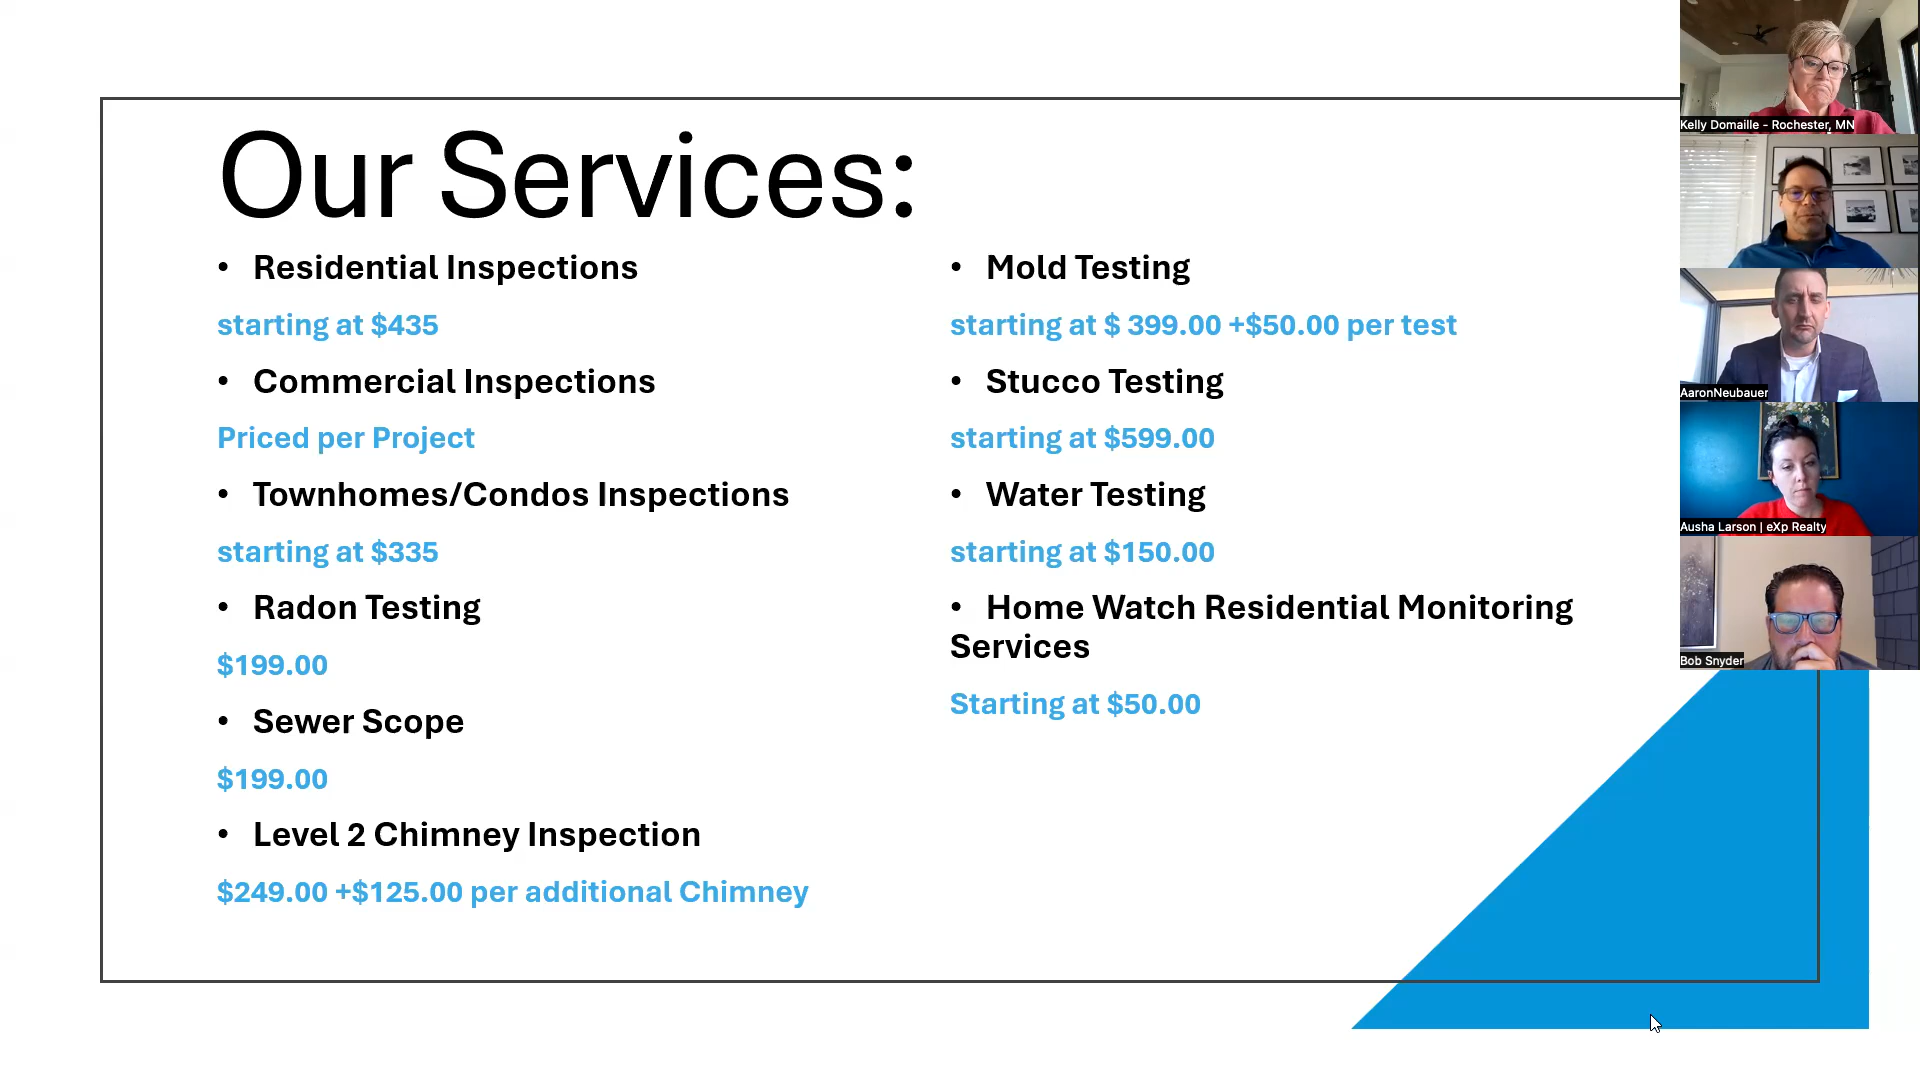 Our Services:
• Residential Inspections
starting at $435
• Commercial Inspections
Priced per Project
• Townhomes/Condos Inspections
starting at $335
• Radon Testing
$199.00
• Sewer Scope
$199.00
• Level 2 Chimney Inspection
$249.00 +$125.00 per additional Chimney
• Mold Testing
starting at $ 399.00 +$50.00 per test
• Stucco Testing
starting at $599.00
• Water Testing
starting at $150.00
• Home Watch Residential Monitoring
Services
Starting at $50.00
Kelly Domaille - Rochester, MN
AaronNeubauer
Ausha Larson | eXp Realty
Bob Snyder